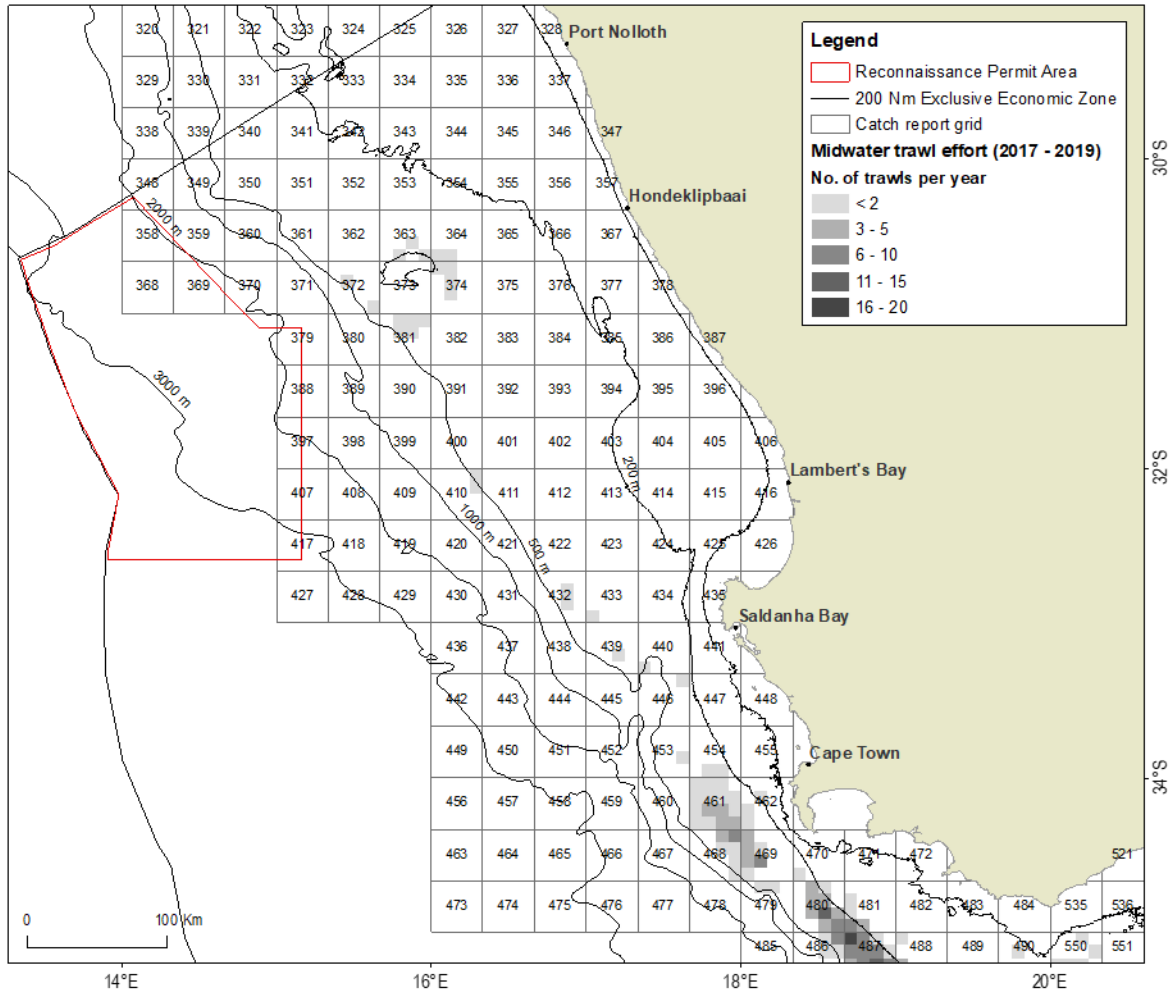 320 321 322 323 324 325 326 327 328 Port Nolloth
329 330 331 332 333 334 335 336 337
338 339 340 341 342 343 344 345 346 347
348 349 350 351 352 353 354 355 356 357
Hondeklipbaai
2000 m
358 359 360 361 362 363 364 365 366 367
368 369 370 371 372 373 374 375 376 377 378
379 380 381 382 383 384 385 386 387
3000 m
388 389 390 391 392 393 394 395 396
397 398 399 400 401 402 403 404 405 406
200 m
Lambert's Bay
407 408 409 410 411 412 413 414 415 416
1000 m
417 418 419 420 421 422 423 424 425 426
500 m
427 428 429 430 431 432 433 434 435
Saldanha Bay
436 437 438 439 440 441
442 443 444 445 446 447 448
449 450 451 452 453 454 455
Cape Town
456 457 458 459 460 461 462
463 464 465 466 467 468 469 470 471 472 521
473 474 475 476 477 478 479 480 481 482 483 484 535 536
485 486 487 488 489 490 550 551
Legend
Reconnaissance Permit Area
200 Nm Exclusive Economic Zone
Catch report grid
Midwater trawl effort (2017 - 2019)
No. of trawls per year
< 2
3 - 5
6 - 10
11 - 15
16 - 20
30°S
32°S
34°S
0 100 Km
14°E 16°E 18°E 20°E